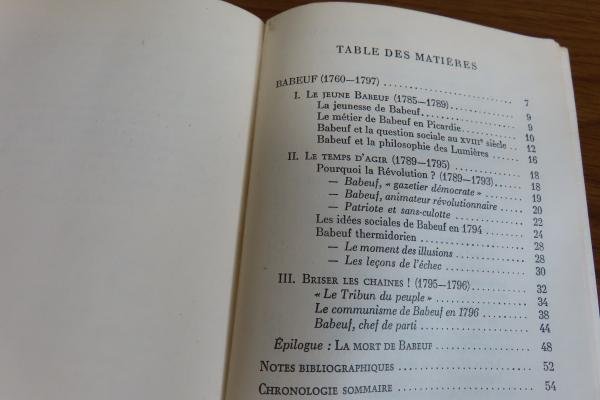 TABLE DES MATIÈRES
BABEUF (1760—1797) 7
I. LE JEUNE BABEUF (1785—1789) 9
La jeunesse de Babeuf 9
Le métier de Babeuf en Picardie 10
Babeuf et la question sociale au XVIIIe siècle 12
Babeuf et la philosophie des Lumières 16
II. LE TEMPS D'AGIR (1789—1795) 18
Pourquoi la Révolution ? (1789—1793) 18
— Babeuf, « gazetier démocrate » 19
— Babeuf, animateur révolutionnaire 20
— Patriote et sans-culotte 22
Les idées sociales de Babeuf en 1794 24
Babeuf thermidorien 28
— Le moment des illusions 28
— Les leçons de l'échec 30
III. BRISER LES CHAINES ! (1795—1796) 32
« Le Tribun du peuple » 34
Le communisme de Babeuf en 1796 38
Babeuf, chef de parti 44
Épilogue : LA MORT DE BABEUF 48
NOTES BIBLIOGRAPHIQUES 52
CHRONOLOGIE SOMMAIRE 54